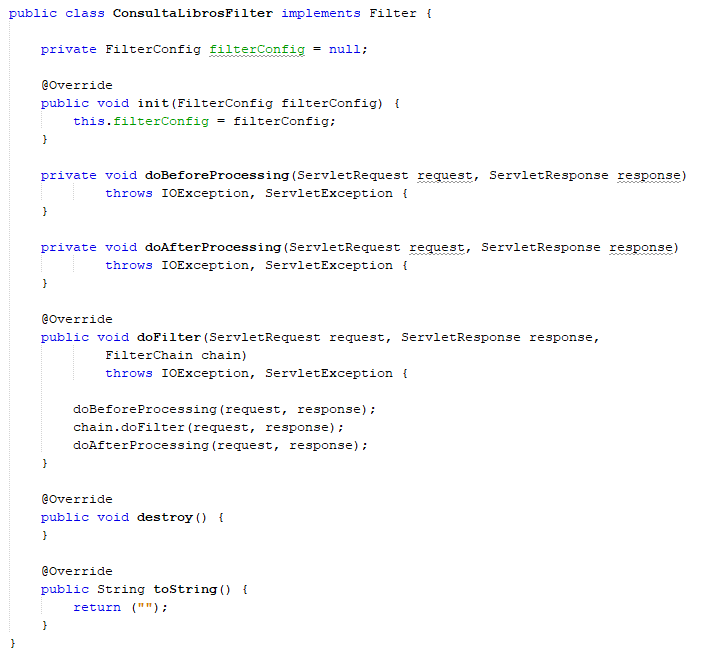 public class ConsultaLibrosFilter implements Filter {
private FilterConfig filterConfig = null;
@Override
public void init(FilterConfig filterConfig) {
this.filterConfig = filterConfig;
}
private void doBeforeProcessing(ServletRequest request, ServletResponse response)
throws IOException, ServletException {
}
private void doAfterProcessing(ServletRequest request, ServletResponse response)
throws IOException, ServletException {
}
@Override
public void doFilter(ServletRequest request, ServletResponse response,
FilterChain chain)
throws IOException, ServletException {
doBeforeProcessing(request, response);
chain.doFilter(request, response);
doAfterProcessing(request, response);
}
@Override
public void destroy() {
}
@Override
public String toString() {
return ("");
}
}